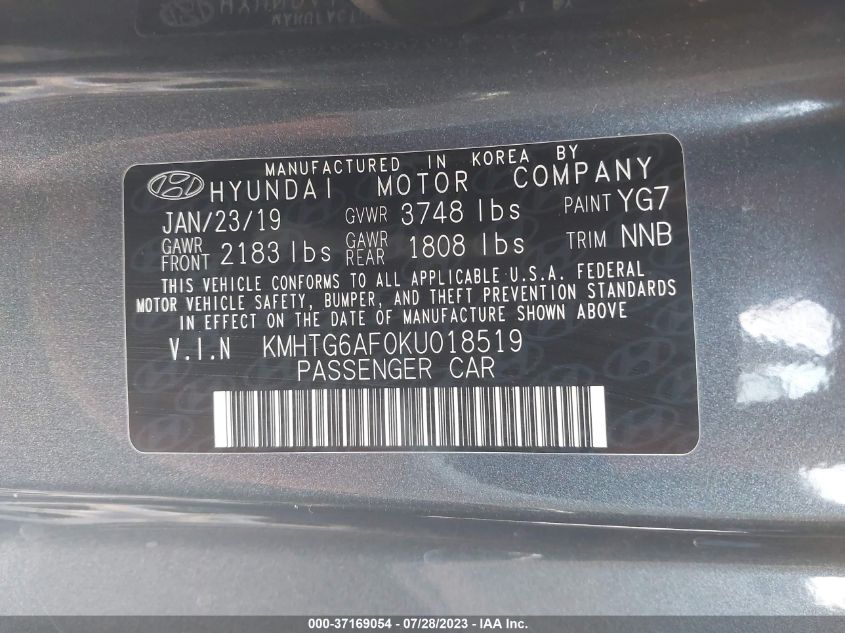 MANUFACTURED IN KOREA BY
HYUNDAI MOTOR COMPANY
JAN/23/19 GVWR 3748 lbs PAINT YG7
GAWR FRONT 2183 lbs GAWR REAR 1808 lbs TRIM NNB
THIS VEHICLE CONFORMS TO ALL APPLICABLE U.S.A. FEDERAL
MOTOR VEHICLE SAFETY, BUMPER, AND THEFT PREVENTION STANDARDS
IN EFFECT ON THE DATE OF MANUFACTURE SHOWN ABOVE
V.I.N KMHTG6AF0KU018519
PASSENGER CAR
000-37169054 / 07/28/2023 - IAA Inc.